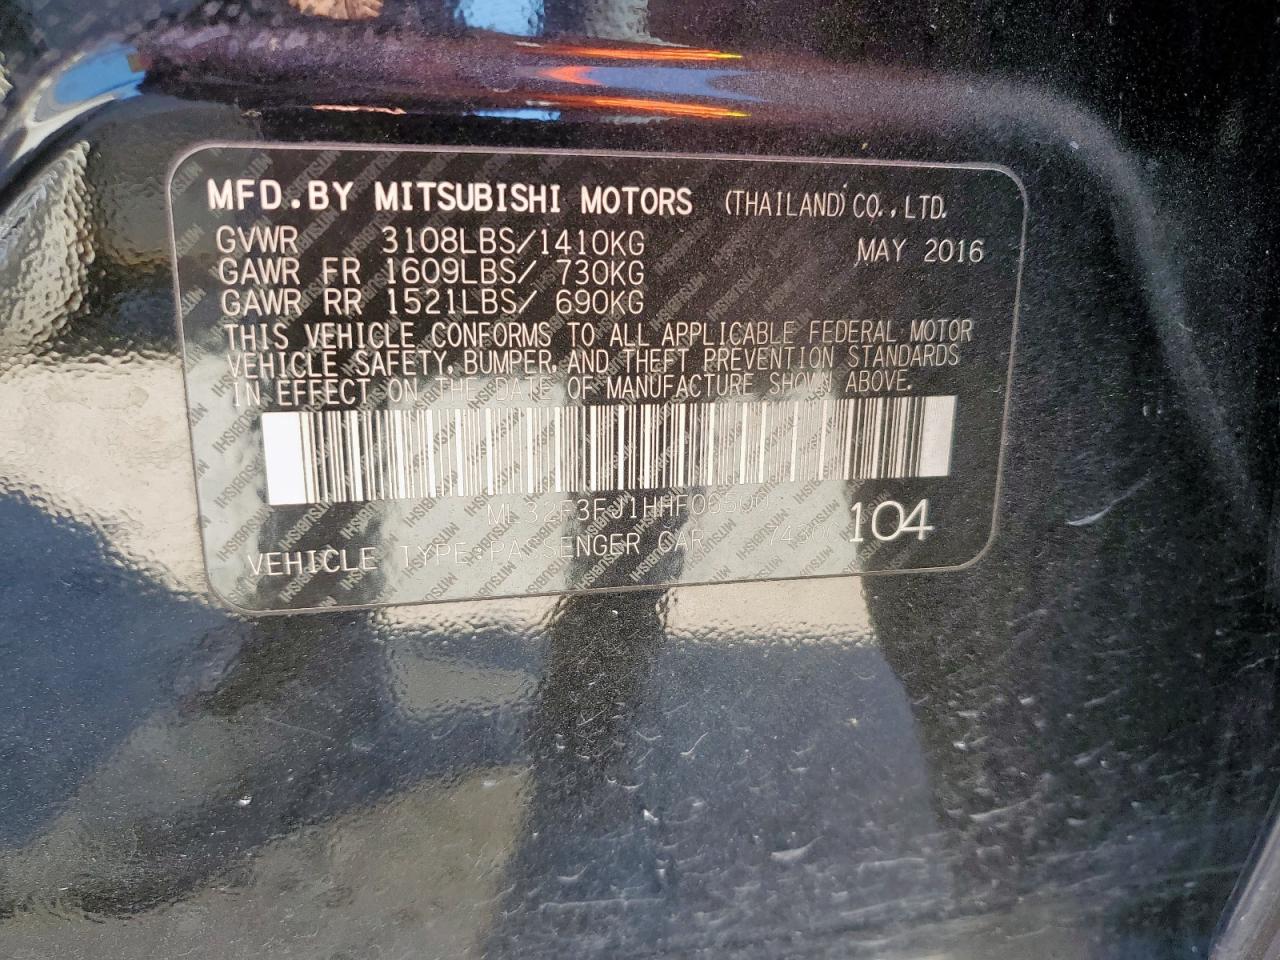 MFD.BY MITSUBISHI MOTORS (THAILAND) CO.,LTD.
GVWR 3108LBS/1410KG MAY 2016
GAWR FR 1609LBS/ 730KG
GAWR RR 1521LBS/ 690KG
THIS VEHICLE CONFORMS TO ALL APPLICABLE FEDERAL MOTOR
VEHICLE SAFETY, BUMPER, AND THEFT PREVENTION STANDARDS
IN EFFECT ON THE DATE OF MANUFACTURE SHOWN ABOVE.
VEHICLE TYPE:PASSENGER CAR 104